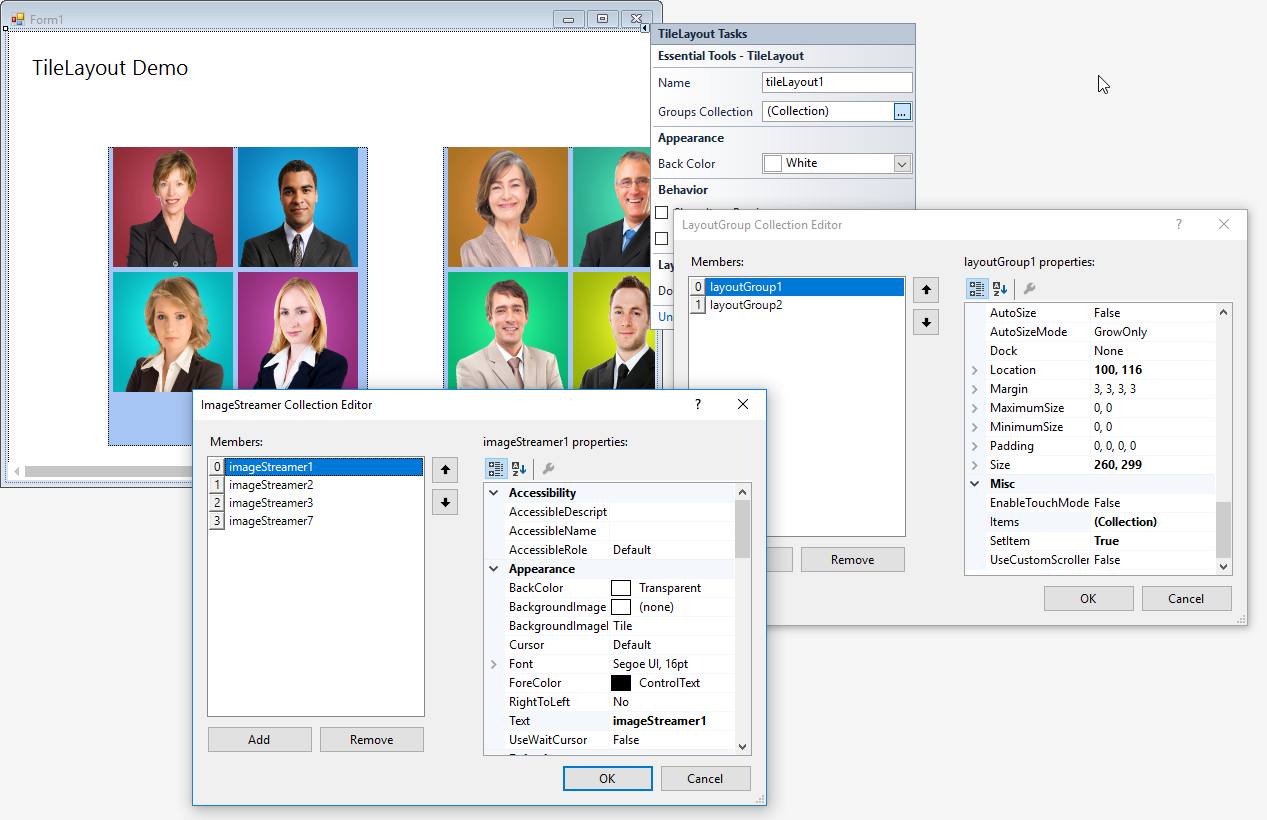 Form1
TileLayout Demo
TileLayout Tasks
Essential Tools - TileLayout
Name
tileLayout1
Groups Collection
(Collection)
...
Appearance
Back Color
White
Behavior
Lay
Do
Un
LayoutGroup Collection Editor
?
Members:
0 layoutGroup1
1 layoutGroup2
Remove
layoutGroup1 properties:
AutoSize False
AutoSizeMode GrowOnly
Dock None
Location 100, 116
Margin 3, 3, 3, 3
MaximumSize 0, 0
MinimumSize 0, 0
Padding 0, 0, 0, 0
Size 260, 299
Misc
EnableTouchMode False
Items (Collection)
SetItem True
UseCustomScroller False
OK
Cancel
ImageStreamer Collection Editor
?
Members:
0 imageStreamer1
1 imageStreamer2
2 imageStreamer3
3 imageStreamer7
Add
Remove
imageStreamer1 properties:
Accessibility
AccessibleDescript
AccessibleName
AccessibleRole Default
Appearance
BackColor Transparent
BackgroundImage (none)
BackgroundImageL Tile
Cursor Default
Font Segoe UI, 16pt
ForeColor ControlText
RightToLeft No
Text imageStreamer1
UseWaitCursor False
OK
Cancel